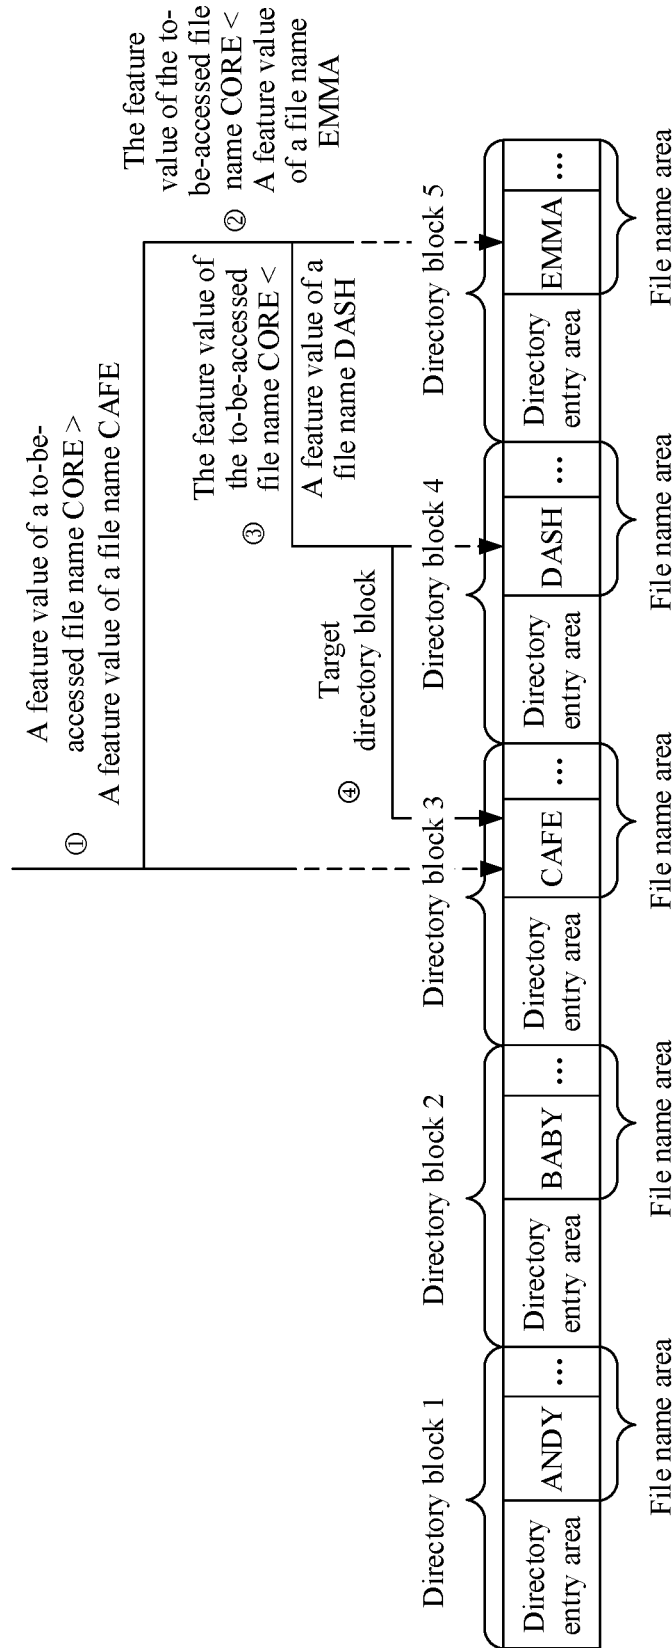 A feature value of a to-be-
accessed file name CORE >
A feature value of a file name CAFE
①
The feature
value of the to-
be-accessed file
name CORE <
A feature value
of a file name
EMMA
②
The feature value of
the to-be-accessed
file name CORE <
A feature value of a
file name DASH
③
Target
directory block
④
Directory block 1
Directory block 2
Directory block 3
Directory block 4
Directory block 5
Directory
entry area
ANDY
...
Directory
entry area
BABY
...
Directory
entry area
CAFE
...
Directory
entry area
DASH
...
Directory
entry area
EMMA
...
File name area
File name area
File name area
File name area
File name area